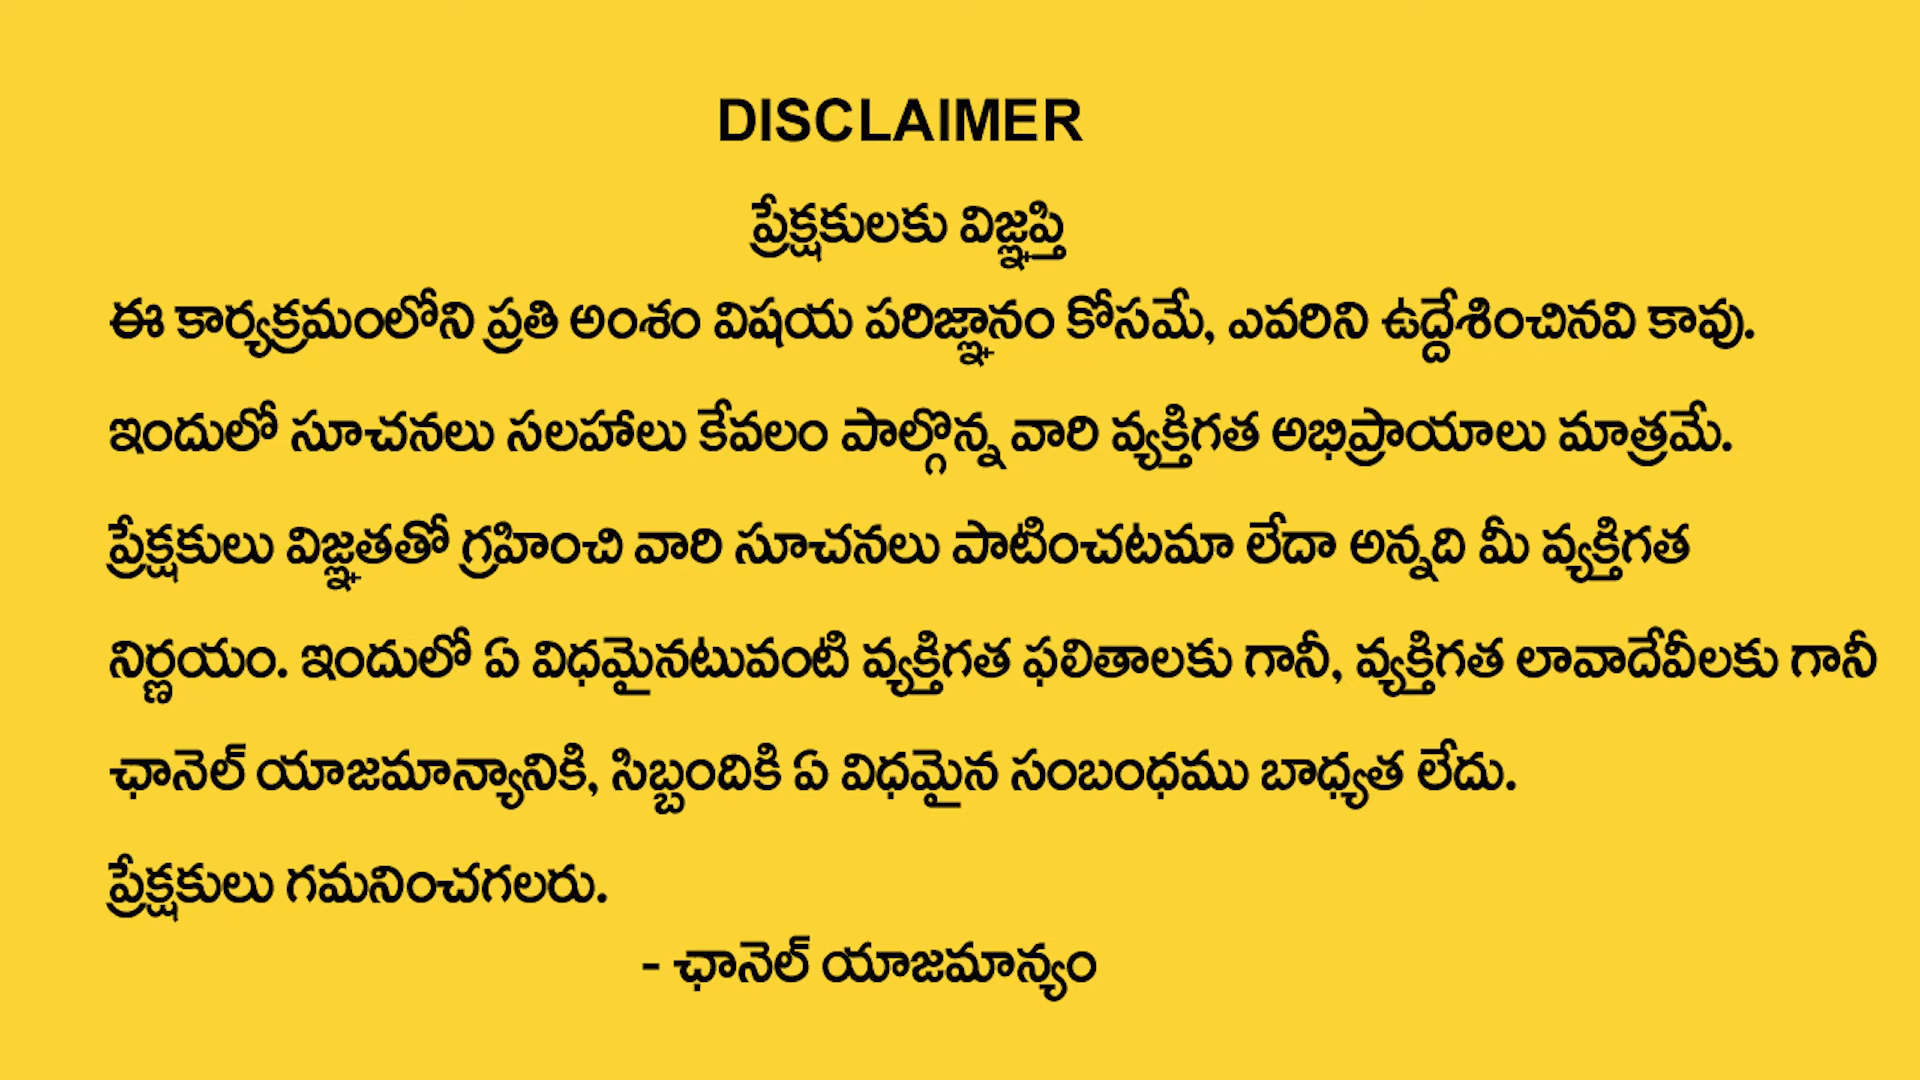 DISCLAIMER
ప్రేక్షకులకు విజ్ఞప్తి
ఈ కార్యక్రమంలోని ప్రతి అంశం విషయ పరిజ్ఞానం కోసమే, ఎవరిని ఉద్దేశించినవి కావు.
ఇందులో సూచనలు సలహాలు కేవలం పాల్గొన్న వారి వ్యక్తిగత అభిప్రాయాలు మాత్రమే.
ప్రేక్షకులు విజ్ఞతతో గ్రహించి వారి సూచనలు పాటించటమా లేదా అన్నది మీ వ్యక్తిగత
నిర్ణయం. ఇందులో ఏ విధమైనటువంటి వ్యక్తిగత ఫలితాలకు గానీ, వ్యక్తిగత లావాదేవీలకు గానీ
ఛానెల్ యాజమాన్యానికి, సిబ్బందికి ఏ విధమైన సంబంధము బాధ్యత లేదు.
ప్రేక్షకులు గమనించగలరు.
- ఛానెల్ యాజమాన్యం